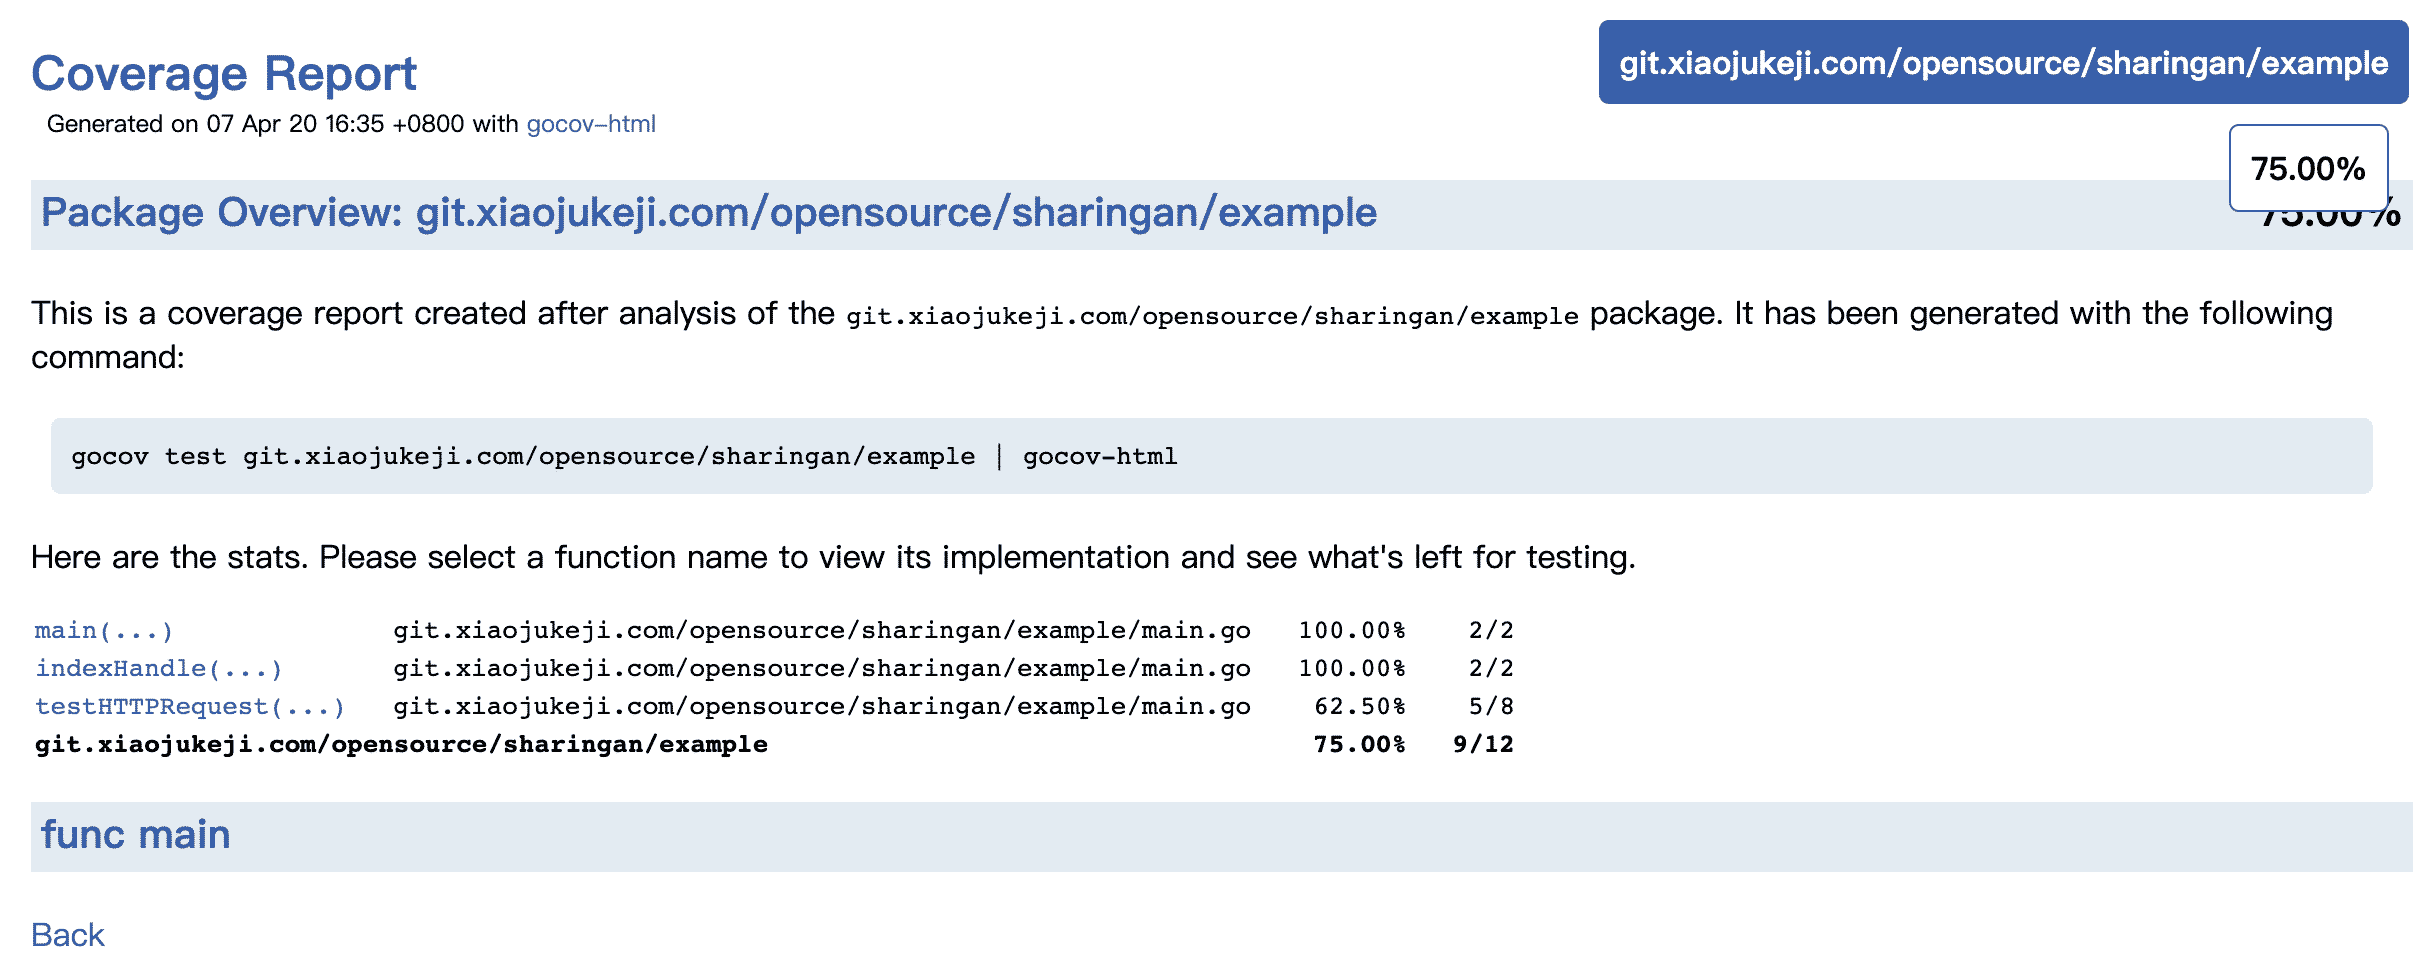 Coverage Report
git.xiaojukeji.com/opensource/sharingan/example
Generated on 07 Apr 20 16:35 +0800 with gocov-html
75.00%
Package Overview: git.xiaojukeji.com/opensource/sharingan/example 75.00%
This is a coverage report created after analysis of the git.xiaojukeji.com/opensource/sharingan/example package. It has been generated with the following
command:
gocov test git.xiaojukeji.com/opensource/sharingan/example | gocov-html
Here are the stats. Please select a function name to view its implementation and see what's left for testing.
main(...) git.xiaojukeji.com/opensource/sharingan/example/main.go 100.00% 2/2
indexHandle(...) git.xiaojukeji.com/opensource/sharingan/example/main.go 100.00% 2/2
testHTTPRequest(...) git.xiaojukeji.com/opensource/sharingan/example/main.go 62.50% 5/8
git.xiaojukeji.com/opensource/sharingan/example 75.00% 9/12
func main
Back